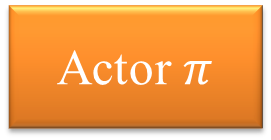 Actor π